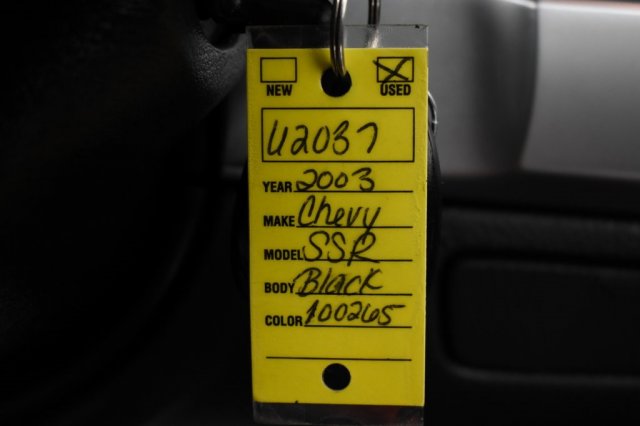 NEW USED
U2037
YEAR 2003
MAKE Chevy
MODEL SSR
BODY Black
COLOR 100265